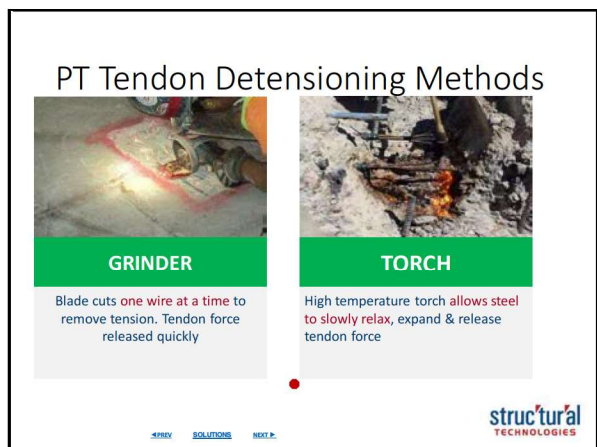 PT Tendon Detensioning Methods
GRINDER
Blade cuts one wire at a time to
remove tension. Tendon force
released quickly
TORCH
High temperature torch allows steel
to slowly relax, expand & release
tendon force
◄PREV SOLUTIONS NEXT►
struc'tur'al
TECHNOLOGIES